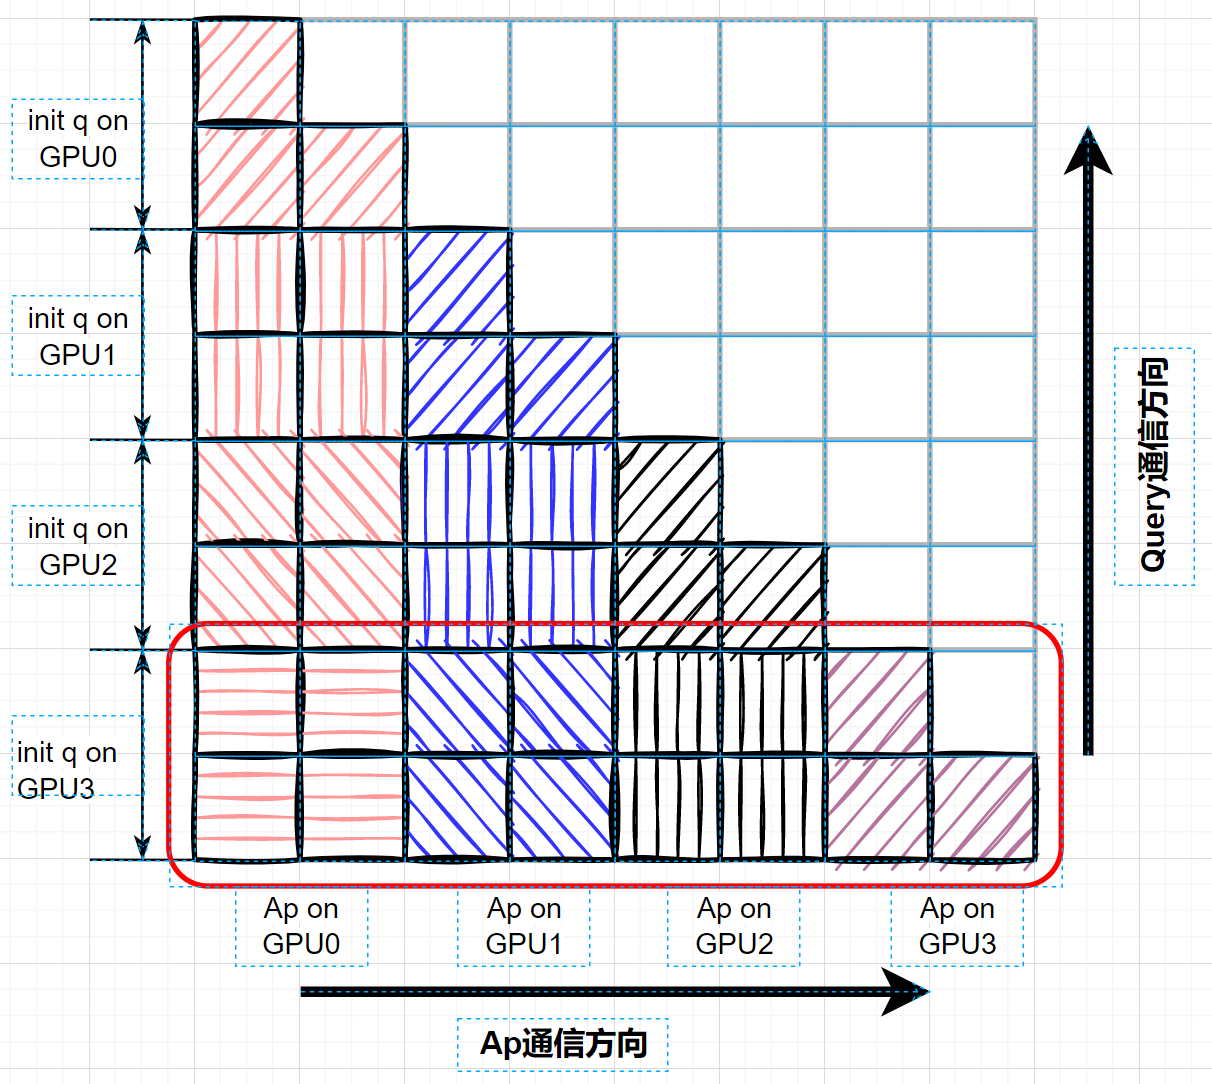 init q on
GPU0
init q on
GPU1
init q on
GPU2
init q on
GPU3
Query通信方向
Ap on
GPU0
Ap on
GPU1
Ap on
GPU2
Ap on
GPU3
Ap通信方向